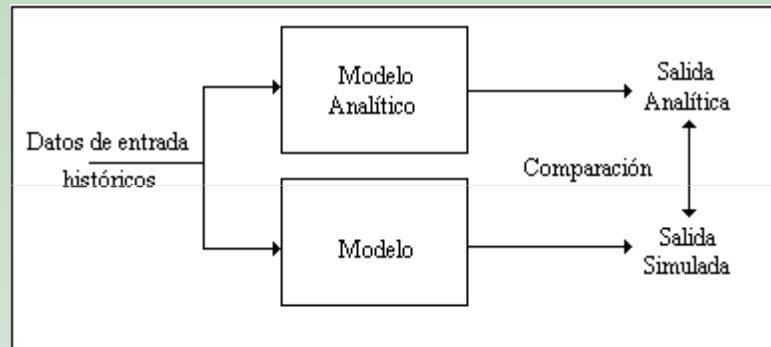 Modelo
Analítico
Salida
Analítica
Datos de entrada
históricos
Comparación
Modelo
Salida
Simulada